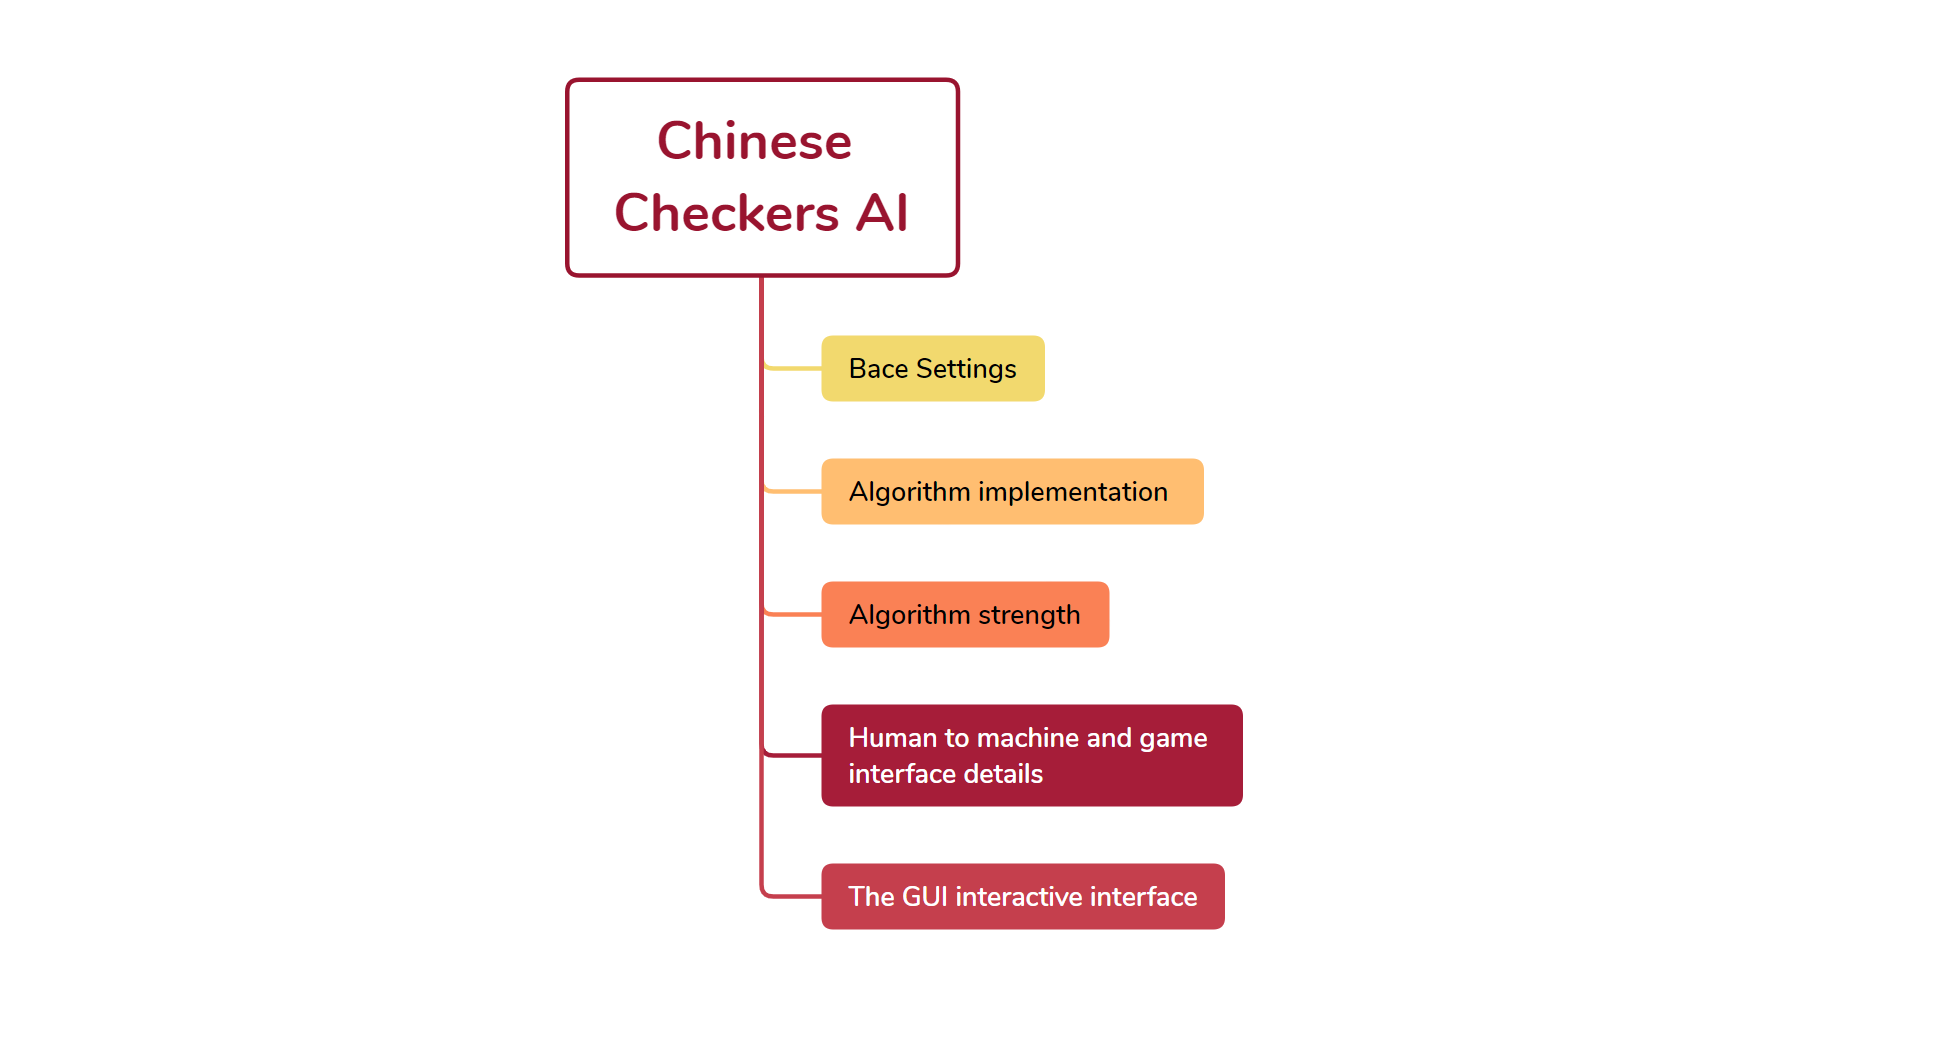 Chinese
Checkers AI
Bace Settings
Algorithm implementation
Algorithm strength
Human to machine and game
interface details
The GUI interactive interface